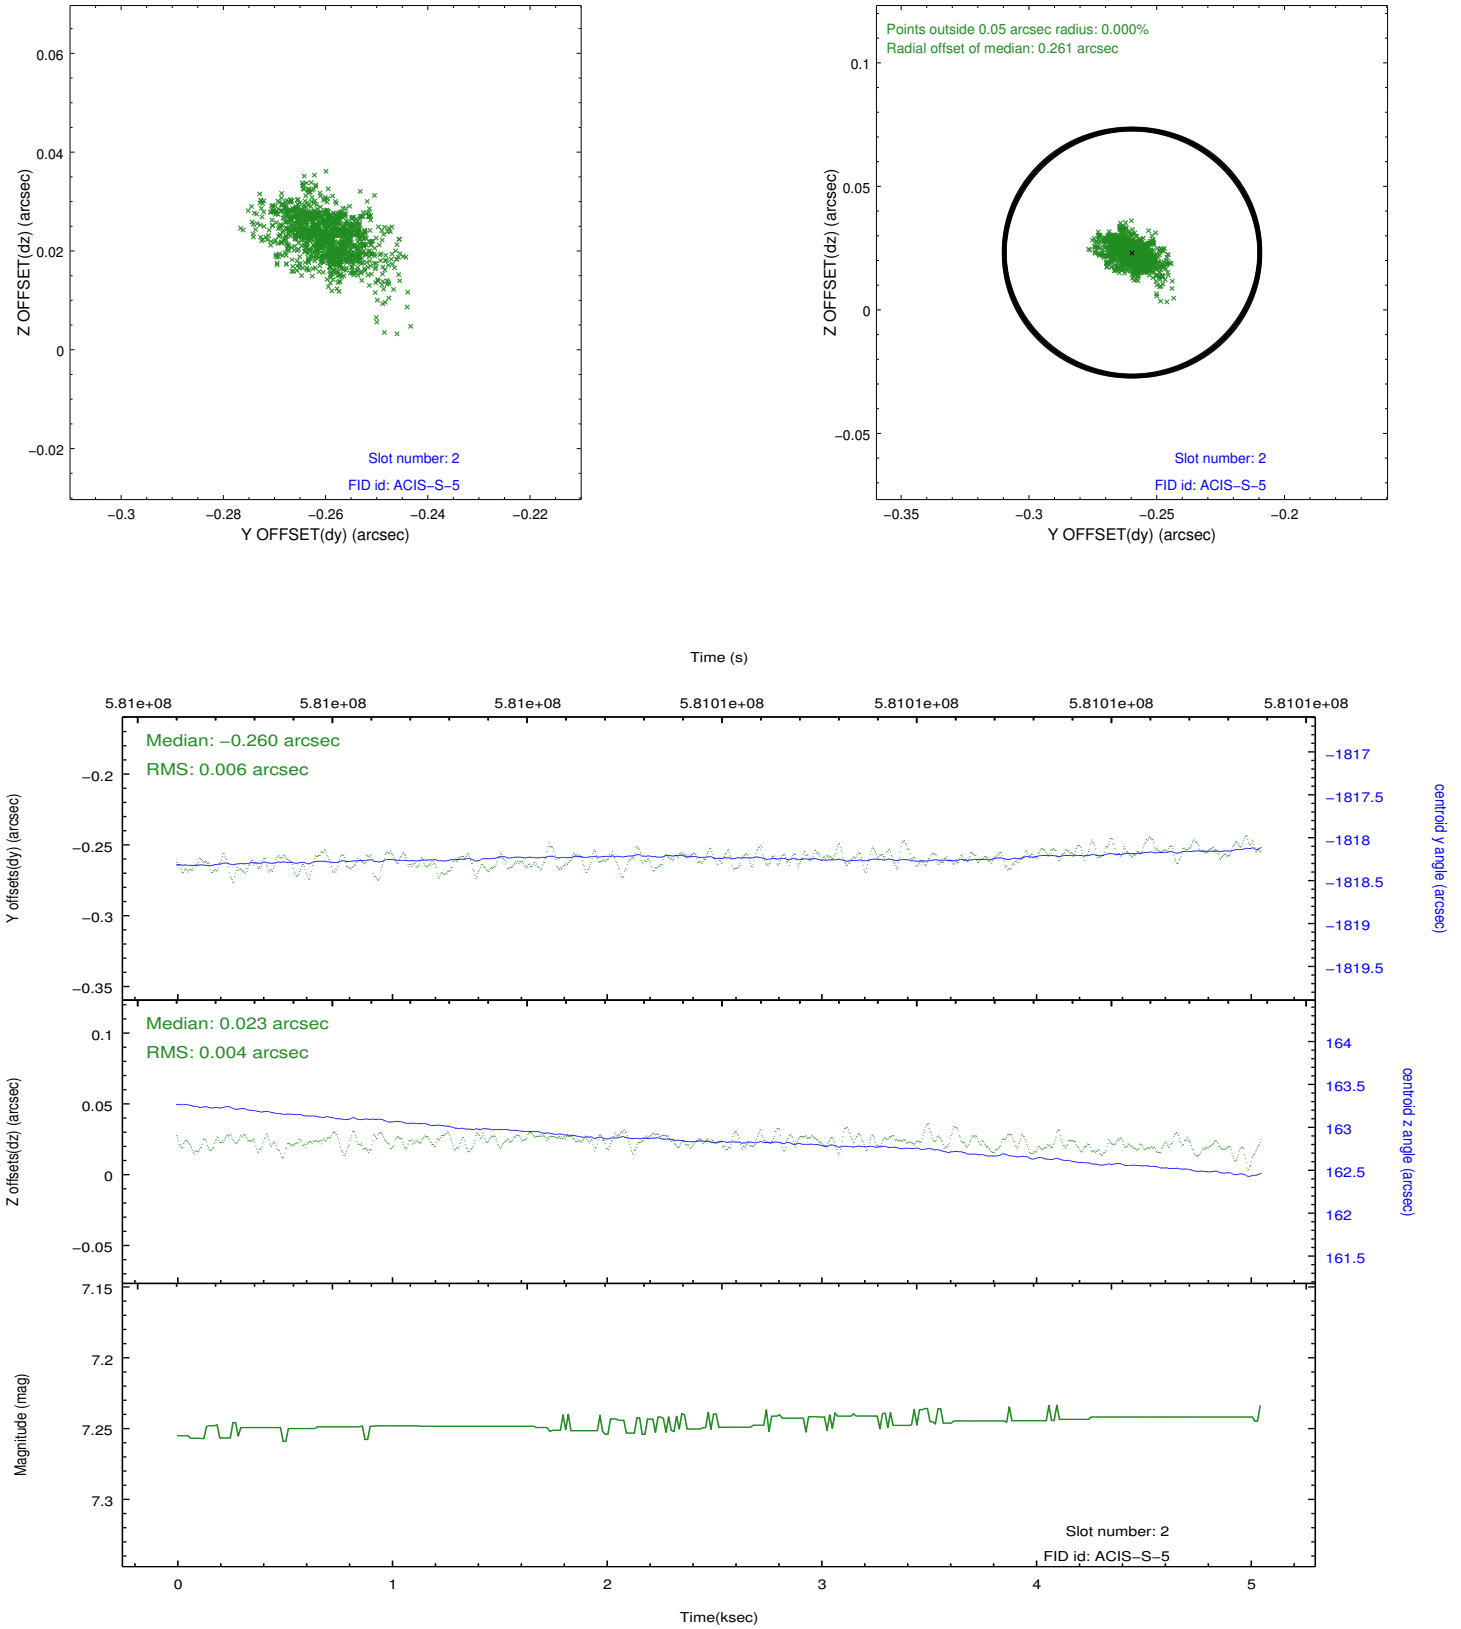 0.06
0.04
0.02
0
−0.02
Z OFFSET(dz) (arcsec)
Slot number: 2
FID id: ACIS−S−5
−0.3
−0.28
−0.26
−0.24
−0.22
Y OFFSET(dy) (arcsec)
Points outside 0.05 arcsec radius: 0.000%
Radial offset of median: 0.261 arcsec
0.1
0.05
0
−0.05
Z OFFSET(dz) (arcsec)
Slot number: 2
FID id: ACIS−S−5
−0.35
−0.3
−0.25
−0.2
Y OFFSET(dy) (arcsec)
Time (s)
5.81e+08
5.81e+08
5.81e+08
5.8101e+08
5.8101e+08
5.8101e+08
5.8101e+08
Median: −0.260 arcsec
RMS: 0.006 arcsec
−0.2
−0.25
−0.3
−0.35
Y offsets(dy) (arcsec)
−1817
−1817.5
−1818
−1818.5
−1819
−1819.5
centroid y angle (arcsec)
Median: 0.023 arcsec
RMS: 0.004 arcsec
0.1
0.05
0
−0.05
Z offsets(dz) (arcsec)
164
163.5
163
162.5
162
161.5
centroid z angle (arcsec)
7.15
7.2
7.25
7.3
Magnitude (mag)
Slot number: 2
FID id: ACIS−S−5
0
1
2
3
4
5
Time(ksec)